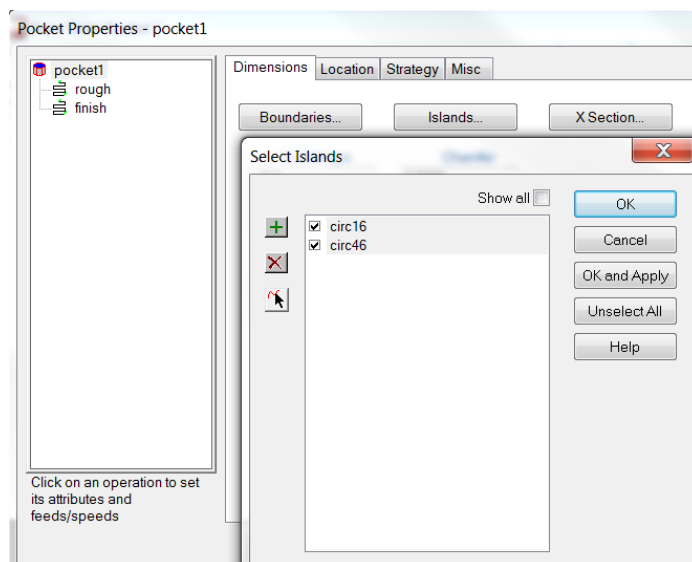 Pocket Properties - pocket1
pocket1
rough
finish
Click on an operation to set
its attributes and
feeds/speeds
Dimensions Location Strategy Misc
Boundaries... Islands... X Section...
Select Islands
Show all
circ16
circ46
OK
Cancel
OK and Apply
Unselect All
Help